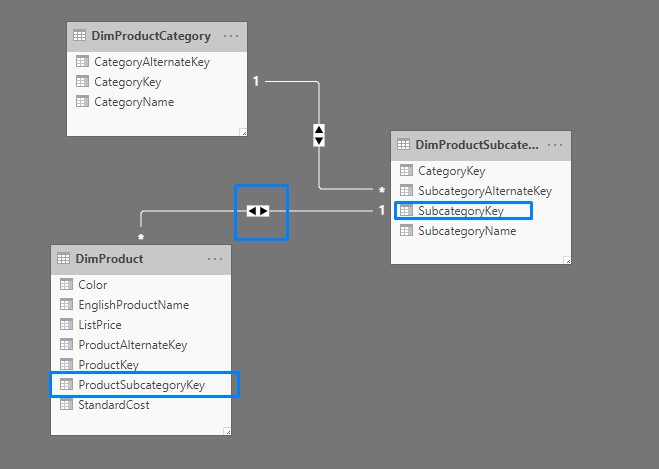 DimProductCategory ...
CategoryAlternateKey
CategoryKey
CategoryName
1
DimProductSubcate... ...
CategoryKey
SubcategoryAlternateKey
SubcategoryKey
SubcategoryName
*
1
*
DimProduct ...
Color
EnglishProductName
ListPrice
ProductAlternateKey
ProductKey
ProductSubcategoryKey
StandardCost